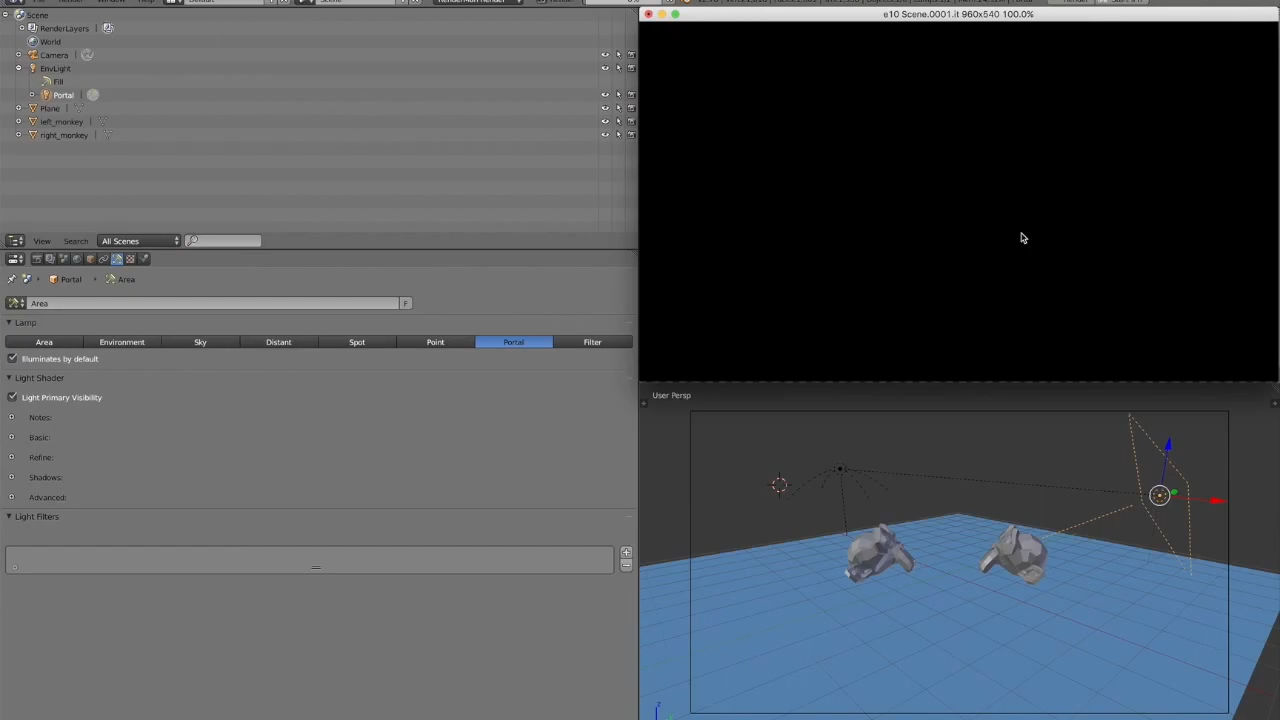 Scene
e10 Scene.0001.it 960x540 100.0%
RenderLayers
World
Camera
EnvLight
Fill
Portal
Plane
left_monkey
right_monkey
View Search All Scenes
Portal Area
Area F
Lamp
Area Environment Sky Distant Spot Point Portal Filter
Illuminates by default
Light Shader
Light Primary Visibility
User Persp
Notes:
Basic:
Refine:
Shadows:
Advanced:
Light Filters
z